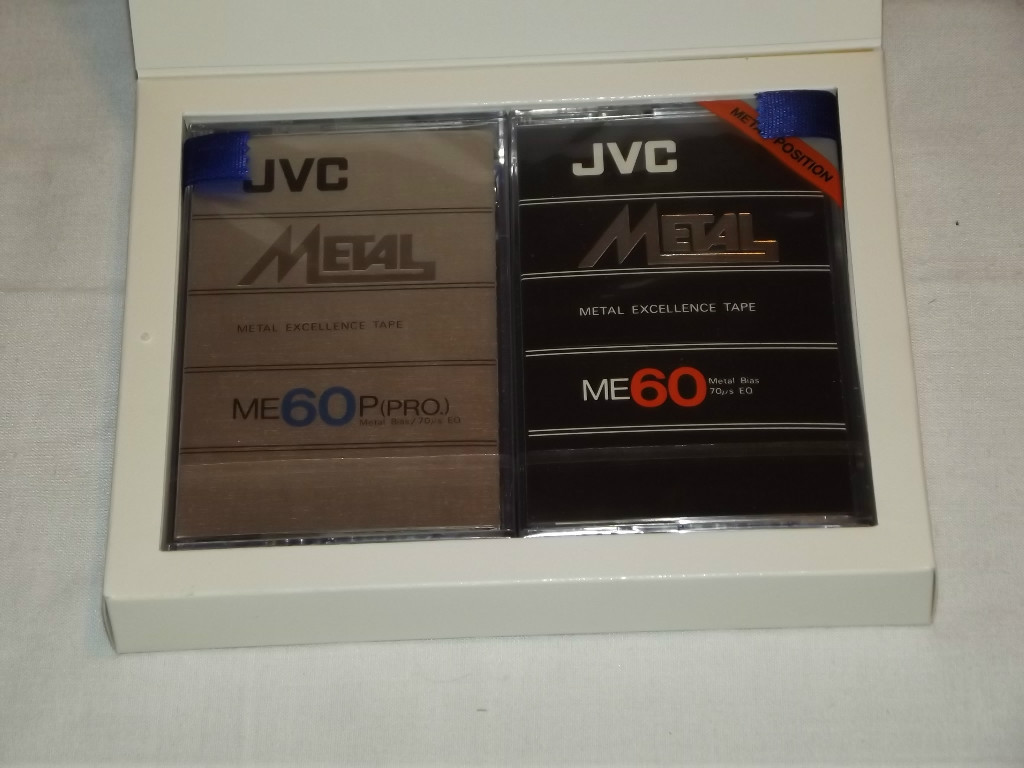 JVC
METAL
METAL EXCELLENCE TAPE
ME60P(PRO.)
Metal Bias/70μs EQ
JVC
METAL POSITION
METAL
METAL EXCELLENCE TAPE
ME60
Metal Bias
70μs EQ